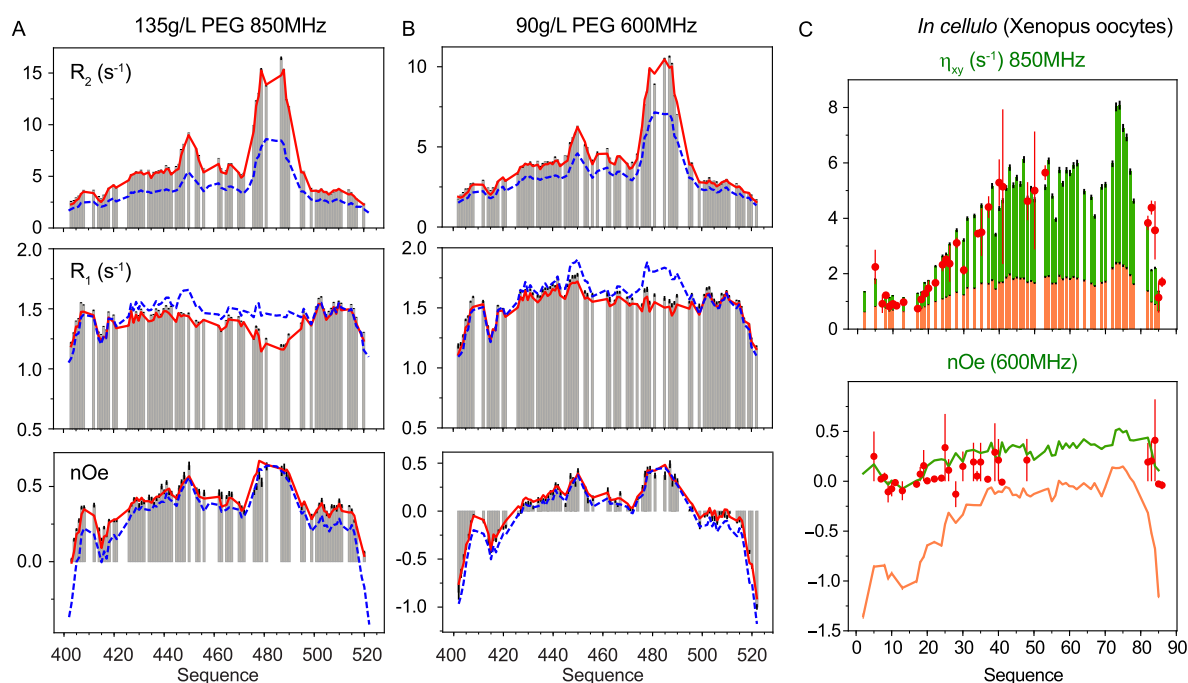 A
135g/L PEG 850MHz
R2 (s-1)
15
10
5
0
R1 (s-1)
2.0
1.5
1.0
0.5
nOe
0.5
0.0
400 420 440 460 480 500 520
Sequence
B
90g/L PEG 600MHz
10
5
0
2.0
1.5
1.0
0.5
0.0
-0.5
-1.0
400 420 440 460 480 500 520
Sequence
C
In cellulo (Xenopus oocytes)
ηxy (s-1) 850MHz
8
6
4
2
0
nOe (600MHz)
0.5
0.0
−0.5
−1.0
−1.5
0 10 20 30 40 50 60 70 80 90
Sequence